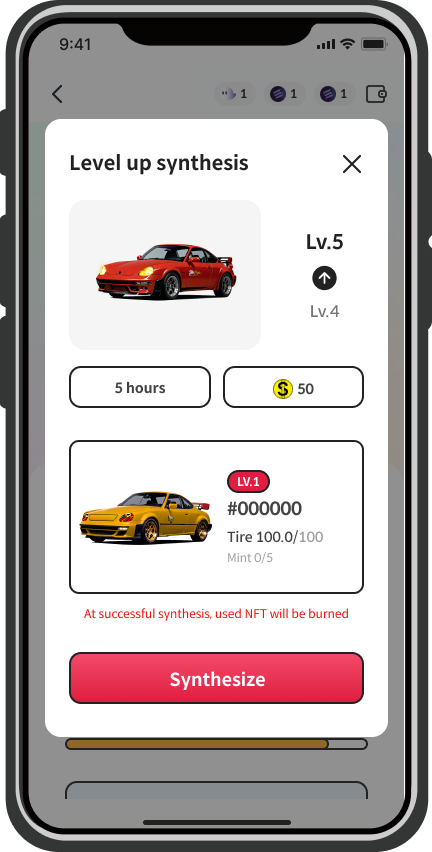 9:41
1
1
1
Level up synthesis
Lv.5
Lv.4
5 hours
50
LV.1
#000000
Tire 100.0/100
Mint 0/5
At successful synthesis, used NFT will be burned
Synthesize